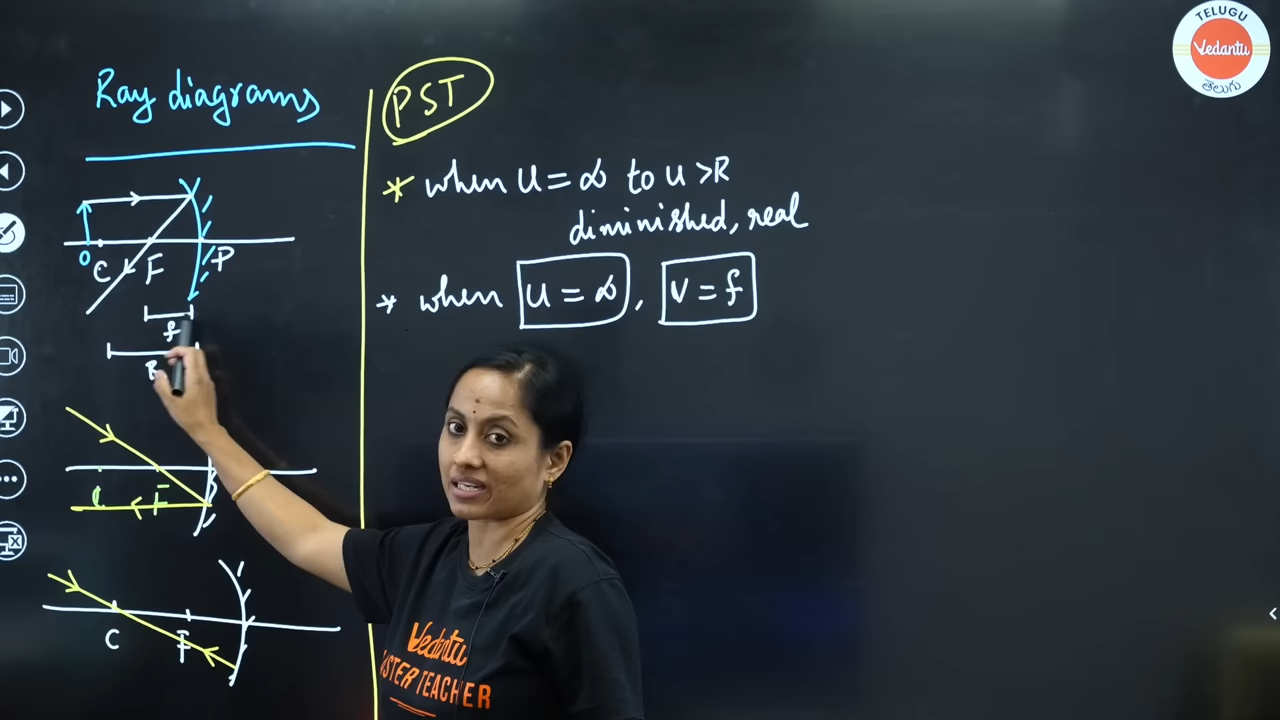 Ray diagrams
O
C
F
P
f
R
C
F
C
F
PST
* when u = ∞ to u >R
diminished, real
* when u = ∞, v = f
Vedantu
MASTER TEACHER
TELUGU
Vedantu
తెలుగు